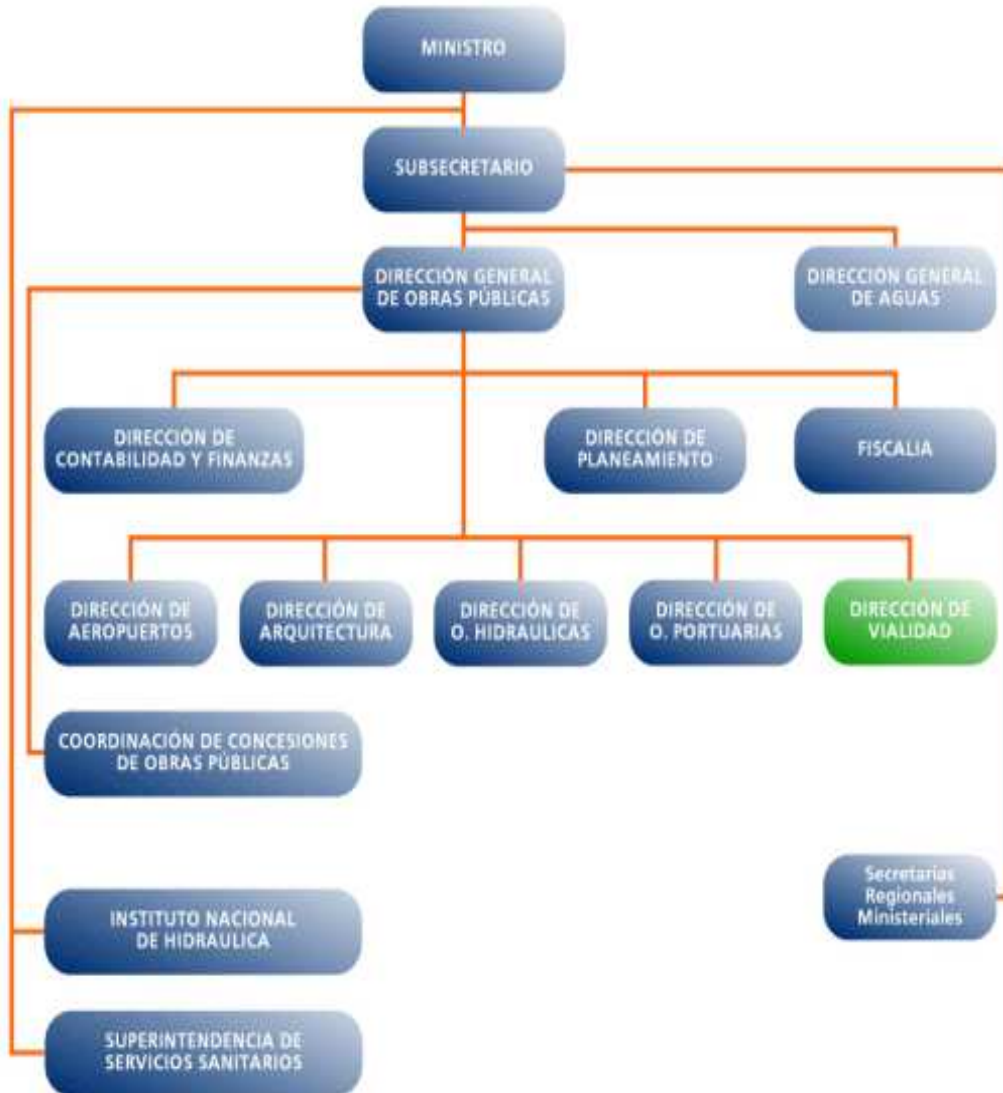 MINISTRO
SUBSECRETARIO
DIRECCIÓN GENERAL
DE OBRAS PÚBLICAS
DIRECCIÓN GENERAL
DE AGUAS
DIRECCIÓN DE
CONTABILIDAD Y FINANZAS
DIRECCIÓN DE
PLANEAMIENTO
FISCALIA
DIRECCIÓN DE
AEROPUERTOS
DIRECCIÓN DE
ARQUITECTURA
DIRECCIÓN DE
O. HIDRAULICAS
DIRECCIÓN DE
O. PORTUARIAS
DIRECCIÓN DE
VIALIDAD
COORDINACIÓN DE CONCESIONES
DE OBRAS PÚBLICAS
Secretarias
Regionales
Ministeriales
INSTITUTO NACIONAL
DE HIDRAULICA
SUPERINTENDENCIA DE
SERVICIOS SANITARIOS